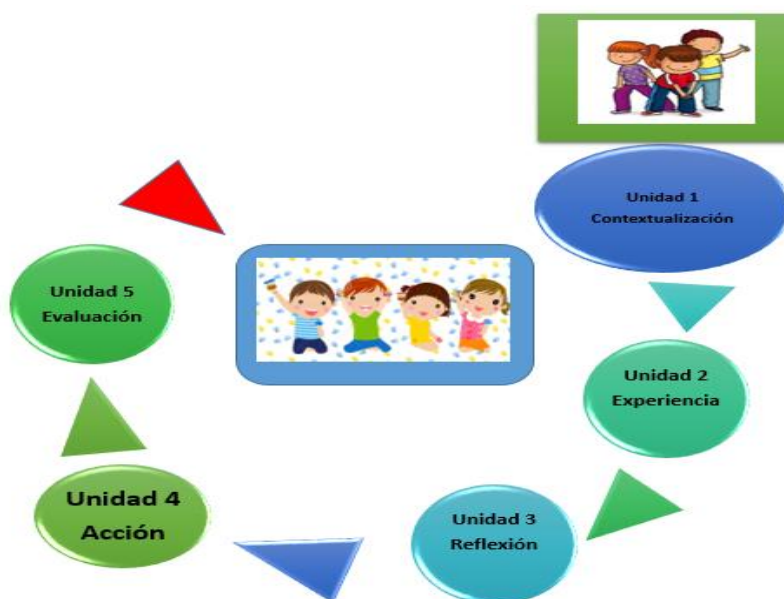 Unidad 1
Contextualización
Unidad 2
Experiencia
Unidad 3
Reflexión
Unidad 4
Acción
Unidad 5
Evaluación